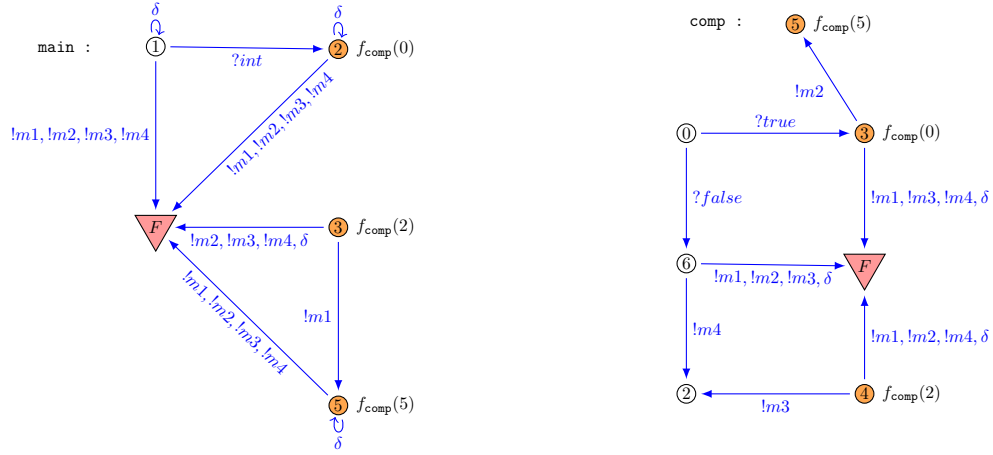 main :
δ
1
?int
δ
2 f_comp(0)
!m1, !m2, !m3, !m4
!m1, !m2, !m3, !m4
F
!m2, !m3, !m4, δ
3 f_comp(2)
!m1
!m1, !m2, !m3, !m4
5 f_comp(5)
δ
comp :
5 f_comp(5)
!m2
0
?true
3 f_comp(0)
?false
!m1, !m3, !m4, δ
6
!m1, !m2, !m3, δ
F
!m4
!m1, !m2, !m4, δ
2
!m3
4 f_comp(2)